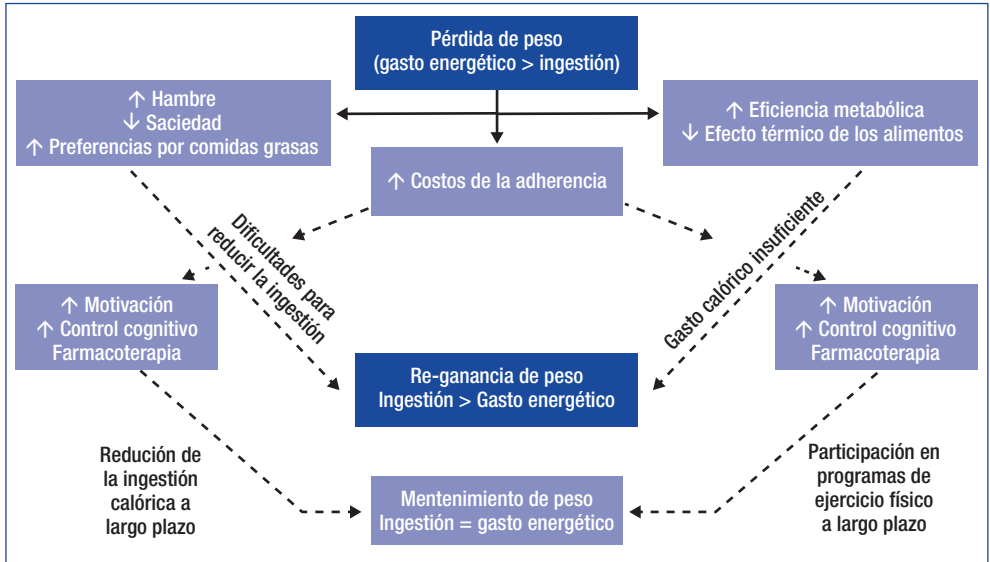 Pérdida de peso
(gasto energético > ingestión)
↑ Hambre
↓ Saciedad
↑ Preferencias por comidas grasas
↑ Eficiencia metabólica
↓ Efecto térmico de los alimentos
↑ Costos de la adherencia
Dificultades para
reducir la ingestión
Gasto calórico insuficiente
↑ Motivación
↑ Control cognitivo
Farmacoterapia
↑ Motivación
↑ Control cognitivo
Farmacoterapia
Re-ganancia de peso
Ingestión > Gasto energético
Redución de
la ingestión
calórica a
largo plazo
Participación en
programas de
ejercicio físico
a largo plazo
Mentenimiento de peso
Ingestión = gasto energético